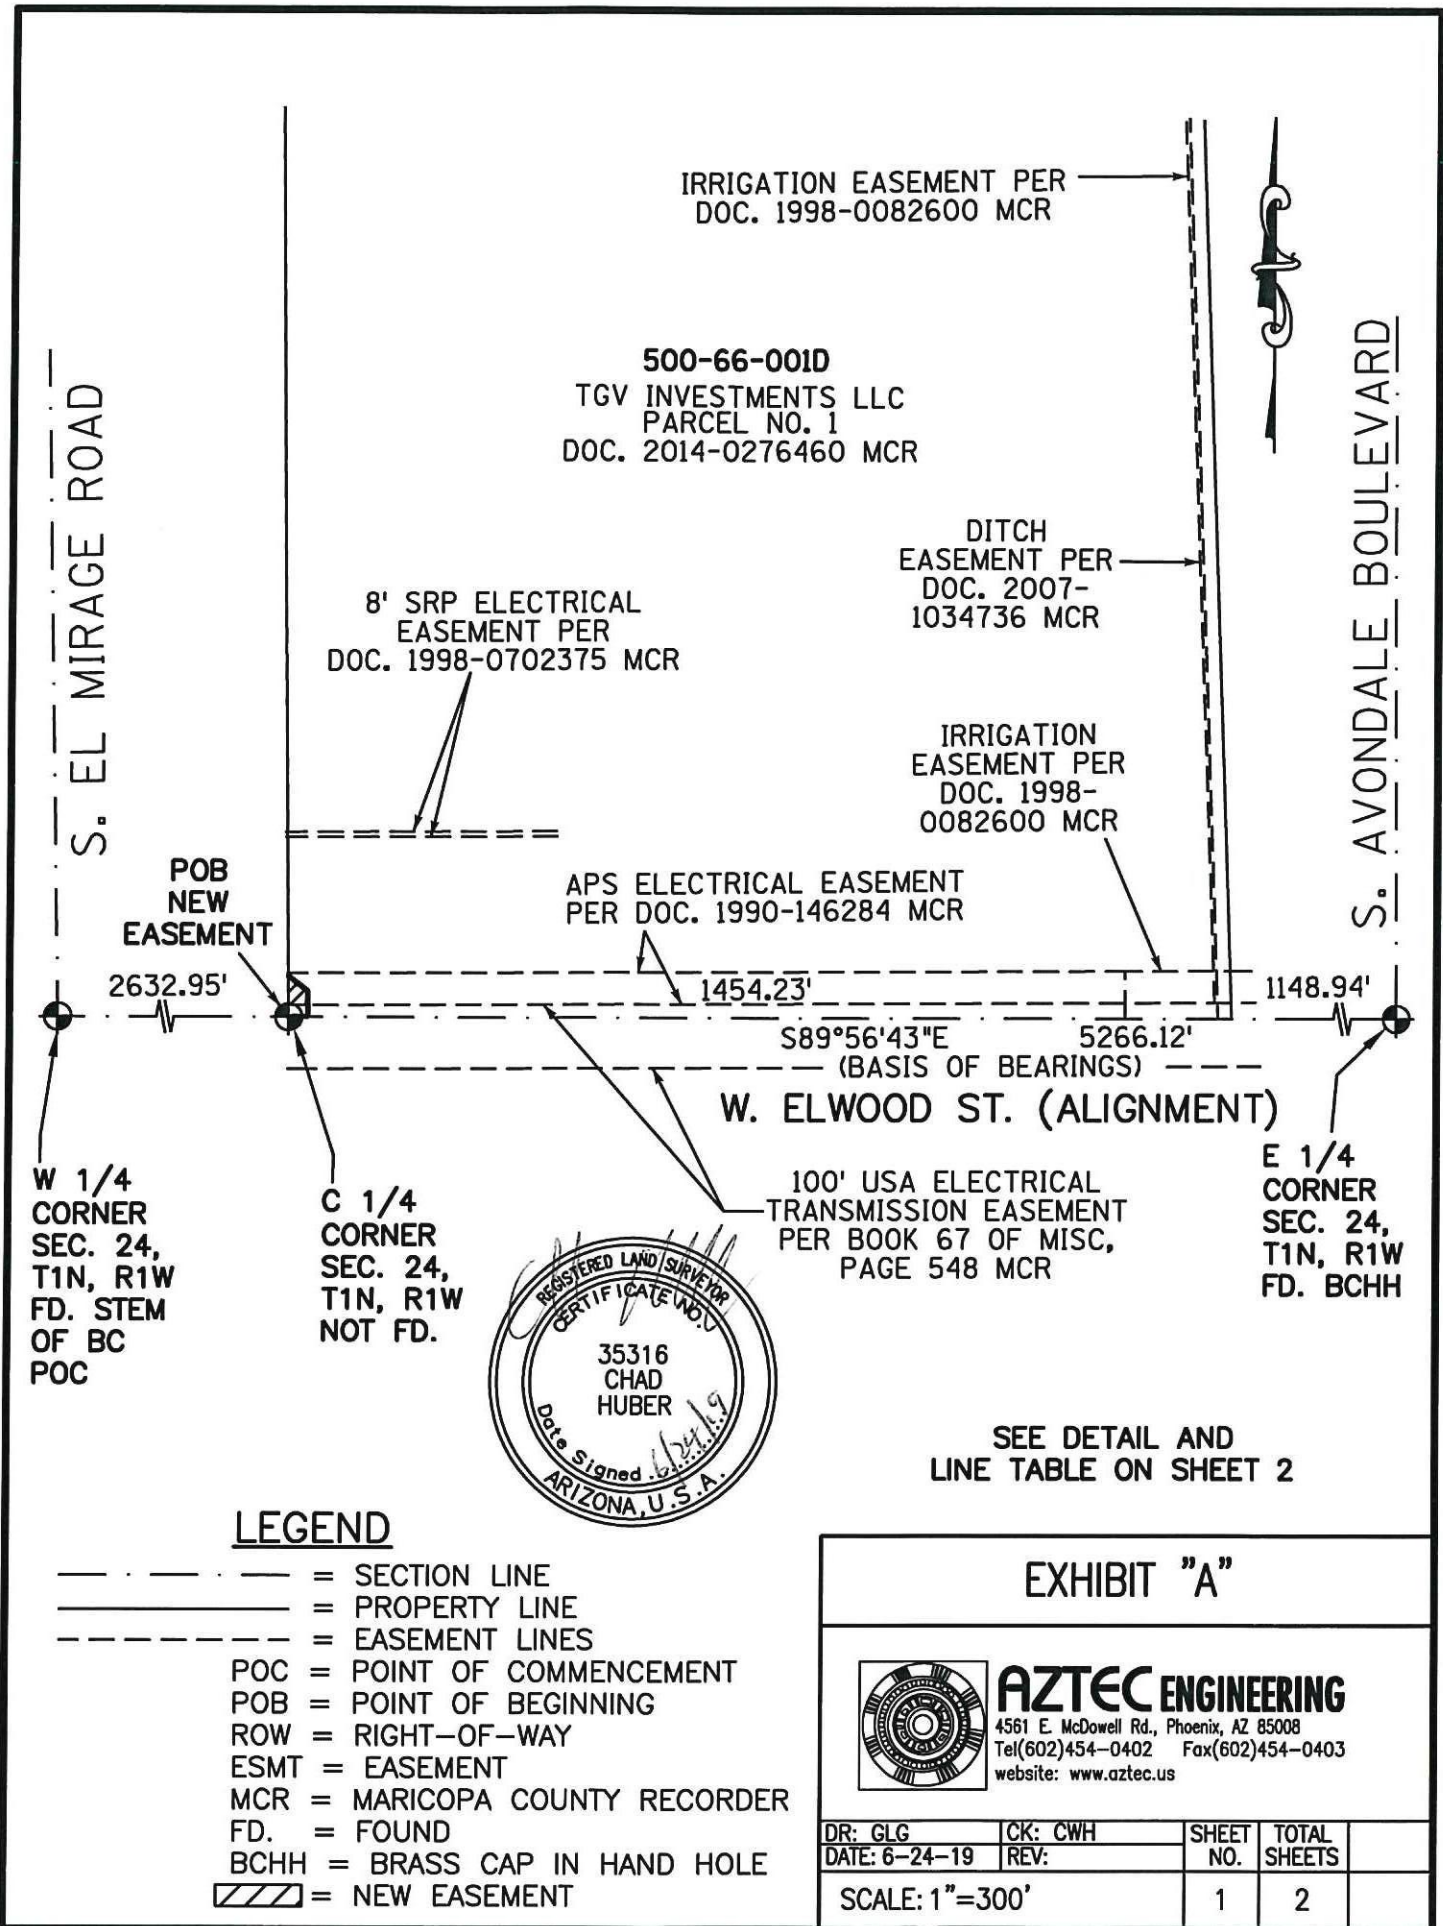 IRRIGATION EASEMENT PER
DOC. 1998-0082600 MCR
500-66-001D
TGV INVESTMENTS LLC
PARCEL NO. 1
DOC. 2014-0276460 MCR
S. EL MIRAGE ROAD
S. AVONDALE BOULEVARD
DITCH
EASEMENT PER
DOC. 2007-
1034736 MCR
8' SRP ELECTRICAL
EASEMENT PER
DOC. 1998-0702375 MCR
IRRIGATION
EASEMENT PER
DOC. 1998-
0082600 MCR
POB
NEW
EASEMENT
APS ELECTRICAL EASEMENT
PER DOC. 1990-146284 MCR
2632.95'
1454.23'
1148.94'
S89°56'43"E
5266.12'
(BASIS OF BEARINGS)
W. ELWOOD ST. (ALIGNMENT)
W 1/4
CORNER
SEC. 24,
T1N, R1W
FD. STEM
OF BC
POC
C 1/4
CORNER
SEC. 24,
T1N, R1W
NOT FD.
100' USA ELECTRICAL
TRANSMISSION EASEMENT
PER BOOK 67 OF MISC,
PAGE 548 MCR
E 1/4
CORNER
SEC. 24,
T1N, R1W
FD. BCHH
REGISTERED LAND SURVEYOR
CERTIFICATE NO.
35316
CHAD
HUBER
Date Signed 6/24/19
ARIZONA, U.S.A.
SEE DETAIL AND
LINE TABLE ON SHEET 2
LEGEND
= SECTION LINE
= PROPERTY LINE
= EASEMENT LINES
POC = POINT OF COMMENCEMENT
POB = POINT OF BEGINNING
ROW = RIGHT-OF-WAY
ESMT = EASEMENT
MCR = MARICOPA COUNTY RECORDER
FD. = FOUND
BCHH = BRASS CAP IN HAND HOLE
= NEW EASEMENT
EXHIBIT "A"
AZTEC ENGINEERING
4561 E. McDowell Rd., Phoenix, AZ 85008
Tel(602)454-0402 Fax(602)454-0403
website: www.aztec.us
DR: GLG CK: CWH
DATE: 6-24-19 REV:
SHEET NO. TOTAL SHEETS
SCALE: 1"=300' 1 2